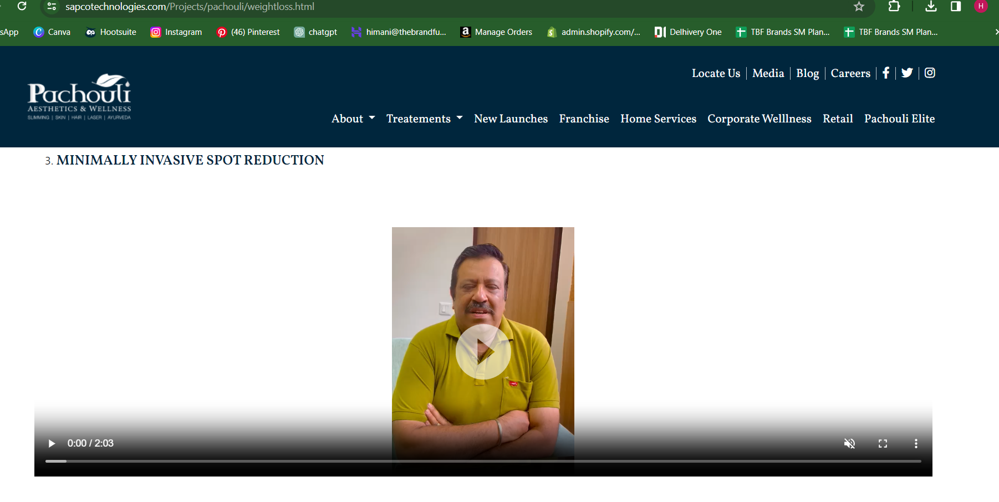 sapcotechnologies.com/Projects/pachouli/weightloss.html
H
sApp Canva Hootsuite Instagram (46) Pinterest chatgpt himani@thebrandfu... Manage Orders admin.shopify.com/... Delhivery One TBF Brands SM Plan... TBF Brands SM Plan...
Locate Us | Media | Blog | Careers
Pachouli
AESTHETICS & WELLNESS
SLIMMING | SKIN | HAIR | LASER | AYURVEDA
About Treatements New Launches Franchise Home Services Corporate Welllness Retail Pachouli Elite
3. MINIMALLY INVASIVE SPOT REDUCTION
Levi's
0:00 / 2:03